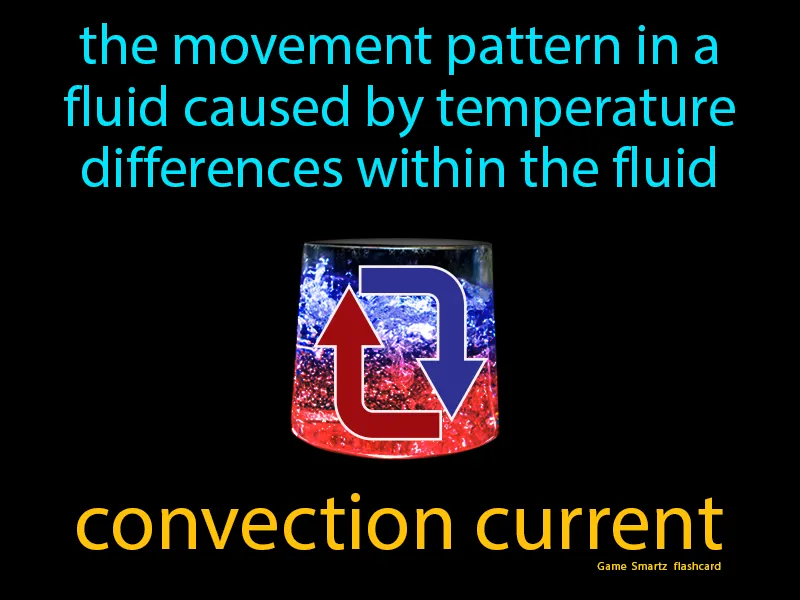 the movement pattern in a
fluid caused by temperature
differences within the fluid
convection current
Game Smartz flashcard